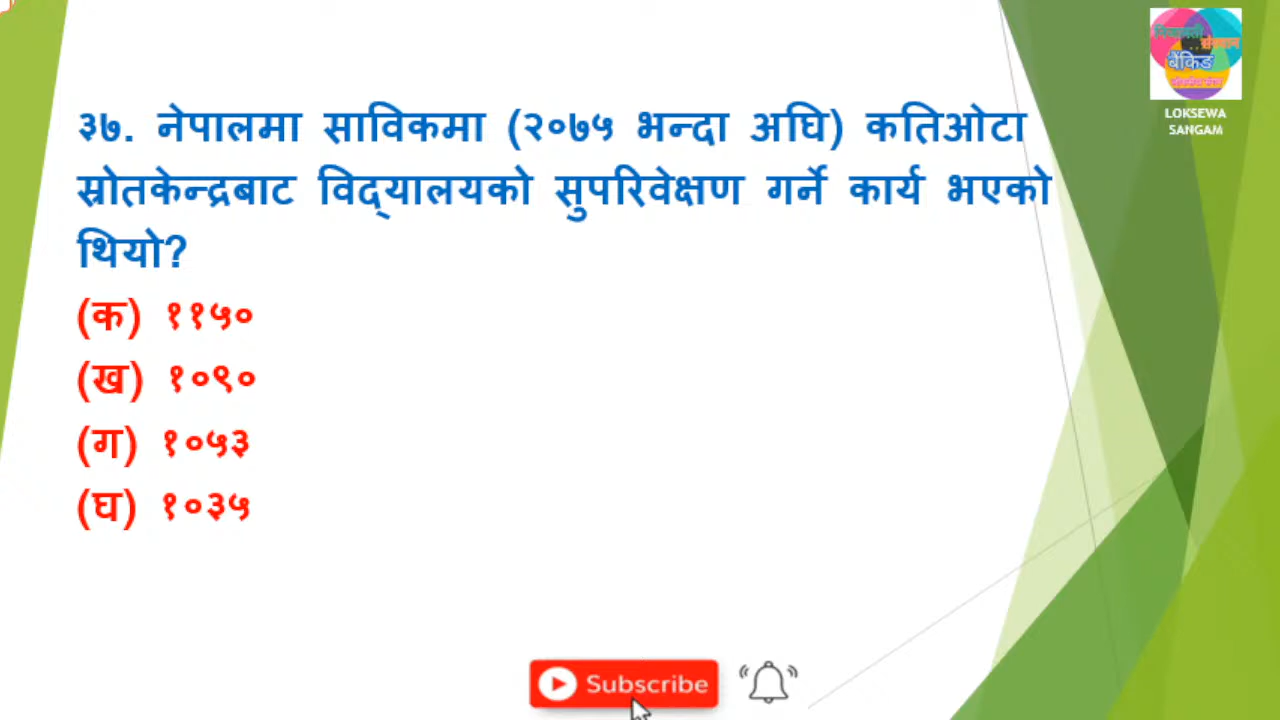 ३७. नेपालमा साविकमा (२०७५ भन्दा अघि) कतिओटा
स्रोतकेन्द्रबाट विद्यालयको सुपरिवेक्षण गर्ने कार्य भएको
थियो?
(क) ११५०
(ख) १०९०
(ग) १०५३
(घ) १०३५
बैंकिङ
LOKSEWA
SANGAM
Subscribe